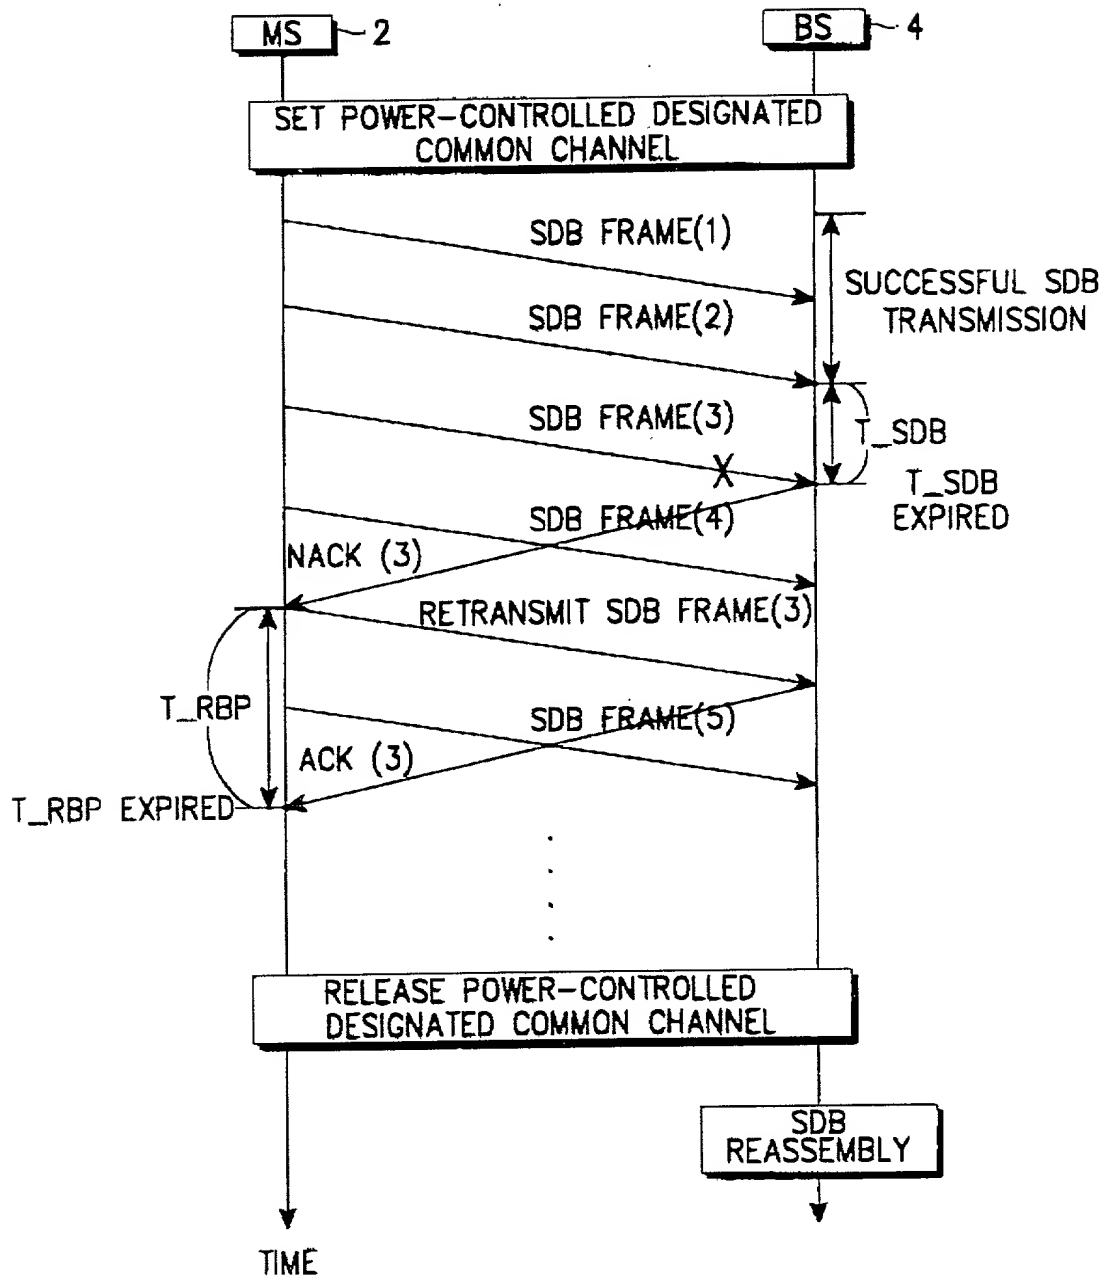 MS 2
BS 4
SET POWER-CONTROLLED DESIGNATED
COMMON CHANNEL
SDB FRAME(1)
SUCCESSFUL SDB
TRANSMISSION
SDB FRAME(2)
SDB FRAME(3)
T_SDB
X
T_SDB
EXPIRED
SDB FRAME(4)
NACK (3)
RETRANSMIT SDB FRAME(3)
T_RBP
SDB FRAME(5)
ACK (3)
T_RBP EXPIRED
RELEASE POWER-CONTROLLED
DESIGNATED COMMON CHANNEL
SDB
REASSEMBLY
TIME